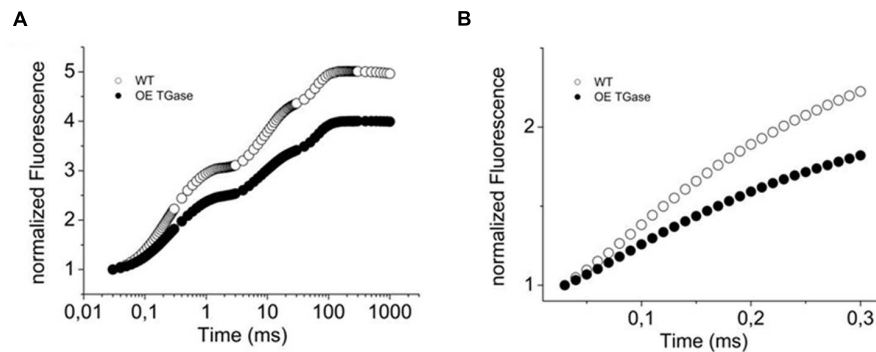 A
normalized Fluorescence
5
4
3
2
1
WT
OE TGase
0,01
0,1
1
10
100
1000
Time (ms)
B
normalized Fluorescence
2
1
WT
OE TGase
0,1
0,2
0,3
Time (ms)